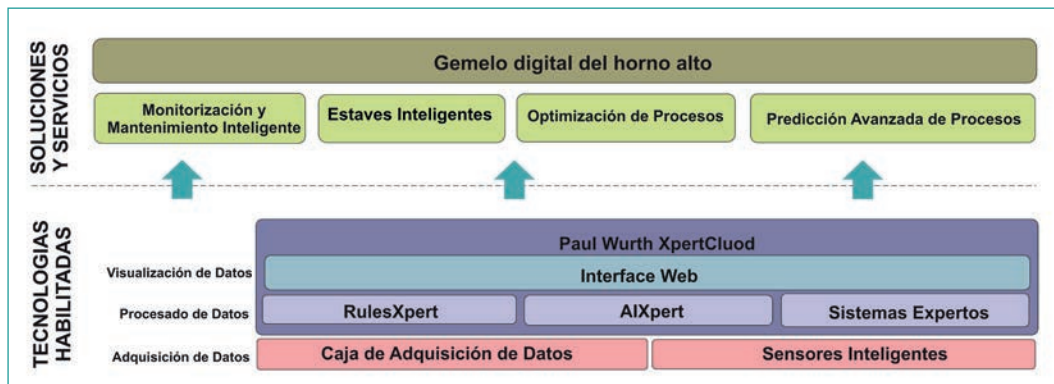 SOLUCIONES
Y SERVICIOS
Gemelo digital del horno alto
Monitorización y
Mantenimiento Inteligente
Estaves Inteligentes
Optimización de Procesos
Predicción Avanzada de Procesos
TECNOLOGIAS
HABILITADAS
Paul Wurth XpertCluod
Visualización de Datos
Interface Web
Procesado de Datos
RulesXpert
AIXpert
Sistemas Expertos
Adquisición de Datos
Caja de Adquisición de Datos
Sensores Inteligentes